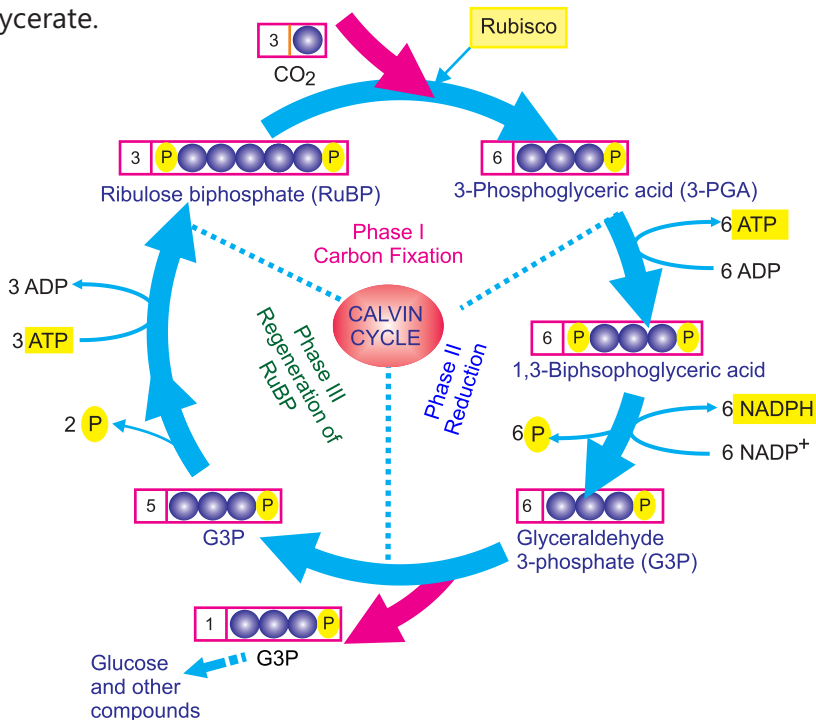 ycerate.
Rubisco
3
CO2
3 P P
Ribulose biphosphate (RuBP)
6 P
3-Phosphoglyceric acid (3-PGA)
Phase I
Carbon Fixation
6 ATP
6 ADP
3 ADP
3 ATP
CALVIN
CYCLE
6 P P
1,3-Biphsophoglyceric acid
Phase III
Regeneration of
RuBP
Phase II
Reduction
2 P
6 P
6 NADPH
6 NADP+
5 P
G3P
6 P
Glyceraldehyde
3-phosphate (G3P)
1 P
G3P
Glucose
and other
compounds